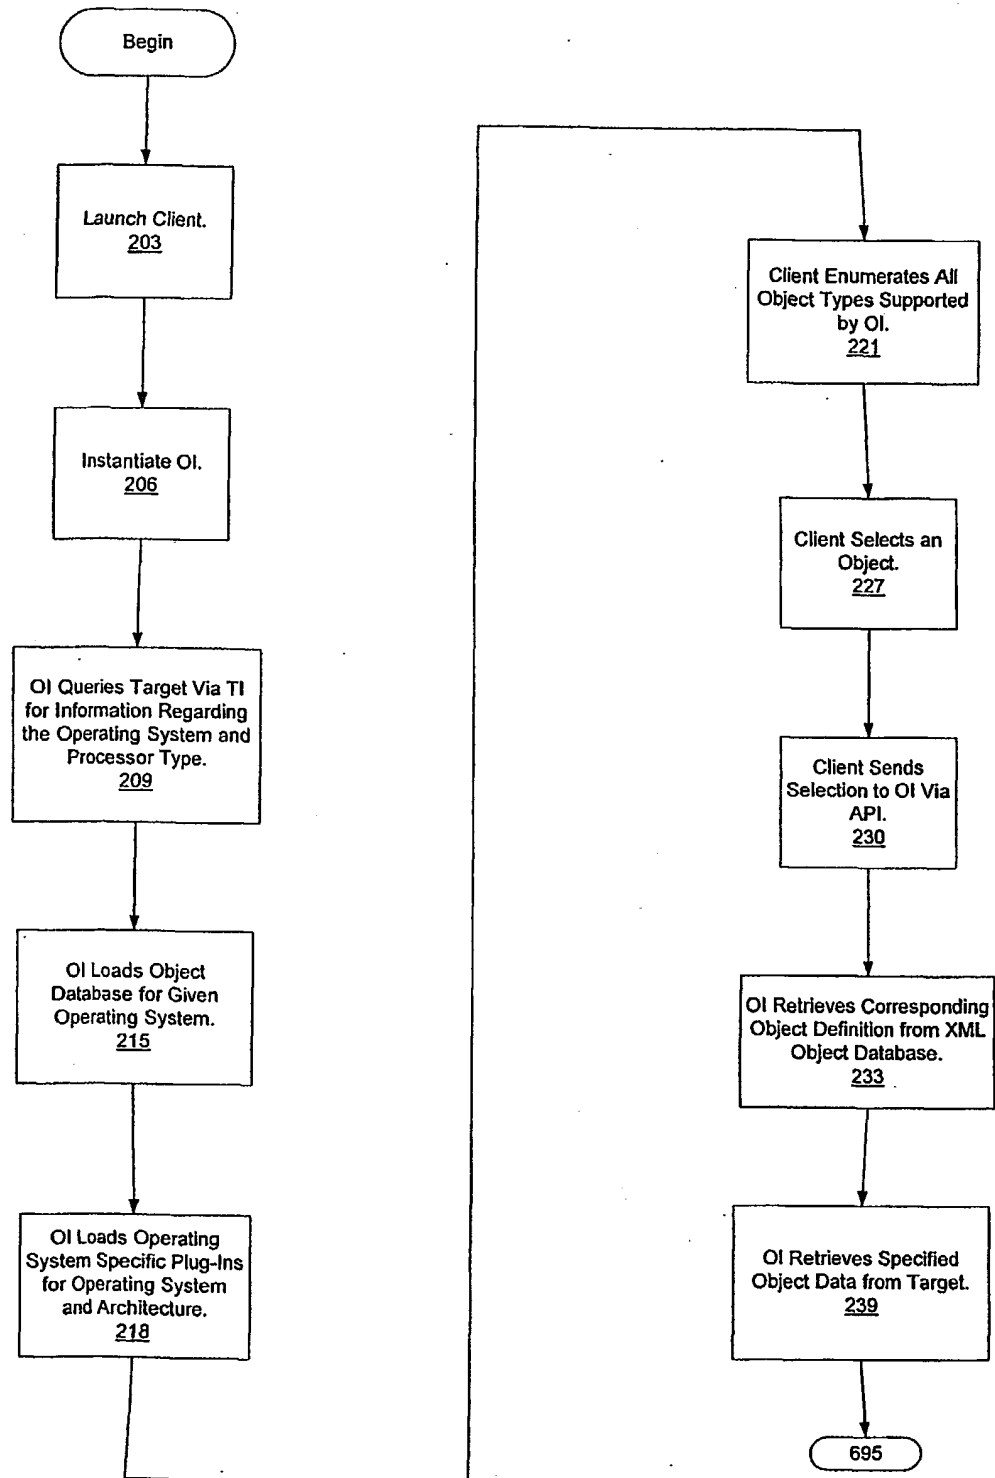 Begin
Launch Client.
203
Instantiate OI.
206
OI Queries Target Via TI
for Information Regarding
the Operating System and
Processor Type.
209
OI Loads Object
Database for Given
Operating System.
215
OI Loads Operating
System Specific Plug-Ins
for Operating System
and Architecture.
218
Client Enumerates All
Object Types Supported
by OI.
221
Client Selects an
Object.
227
Client Sends
Selection to OI Via
API.
230
OI Retrieves Corresponding
Object Definition from XML
Object Database.
233
OI Retrieves Specified
Object Data from Target.
239
695